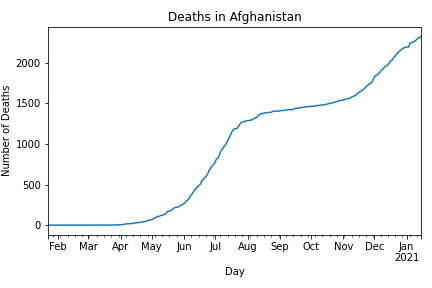 Deaths in Afghanistan
Number of Deaths
2000
1500
1000
500
0
Feb Mar Apr May Jun Jul Aug Sep Oct Nov Dec Jan
2021
Day